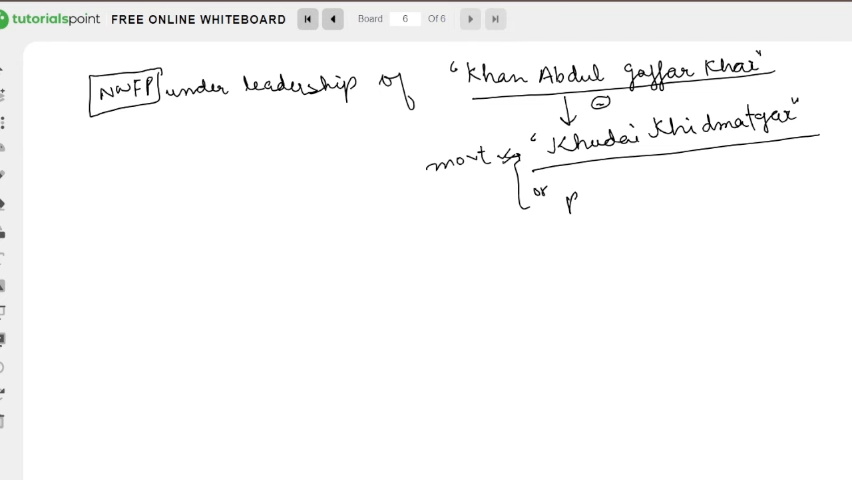 tutorialspoint FREE ONLINE WHITEBOARD Board 6 Of 6
NWFP under leadership of "Khan Abdul Gaffar Khan"
movt "Khudai Khidmatgar"
or P